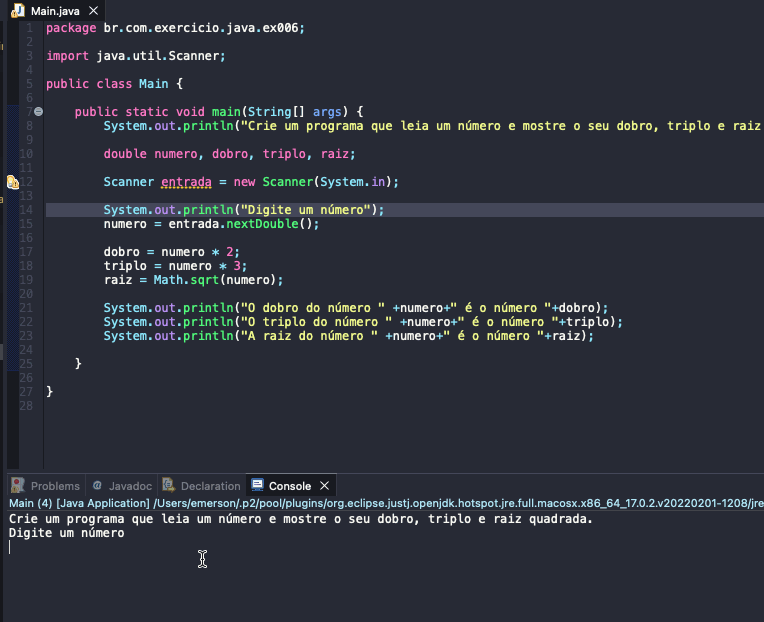 Main.java
1 package br.com.exercicio.java.ex006;
2
3 import java.util.Scanner;
4
5 public class Main {
6
7 public static void main(String[] args) {
8 System.out.println("Crie um programa que leia um número e mostre o seu dobro, triplo e raiz
9
10 double numero, dobro, triplo, raiz;
11
12 Scanner entrada = new Scanner(System.in);
13
14 System.out.println("Digite um número");
15 numero = entrada.nextDouble();
16
17 dobro = numero * 2;
18 triplo = numero * 3;
19 raiz = Math.sqrt(numero);
20
21 System.out.println("O dobro do número " +numero+" é o número "+dobro);
22 System.out.println("O triplo do número " +numero+" é o número "+triplo);
23 System.out.println("A raiz do número " +numero+" é o número "+raiz);
24
25 }
26
27 }
28
Problems @ Javadoc Declaration Console
Main (4) [Java Application] /Users/emerson/.p2/pool/plugins/org.eclipse.justj.openjdk.hotspot.jre.full.macosx.x86_64_17.0.2.v20220201-1208/jre
Crie um programa que leia um número e mostre o seu dobro, triplo e raiz quadrada.
Digite um número